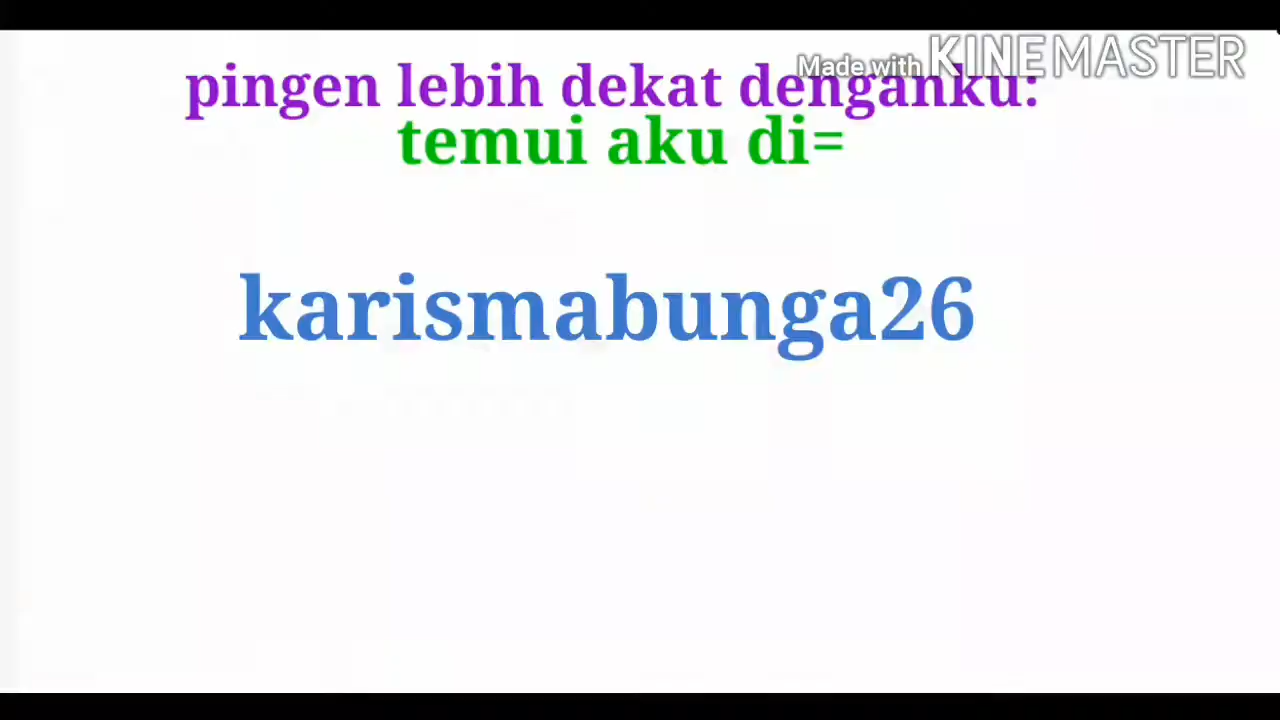 Made with KINEMASTER
pingen lebih dekat denganku:
temui aku di=
karismabunga26